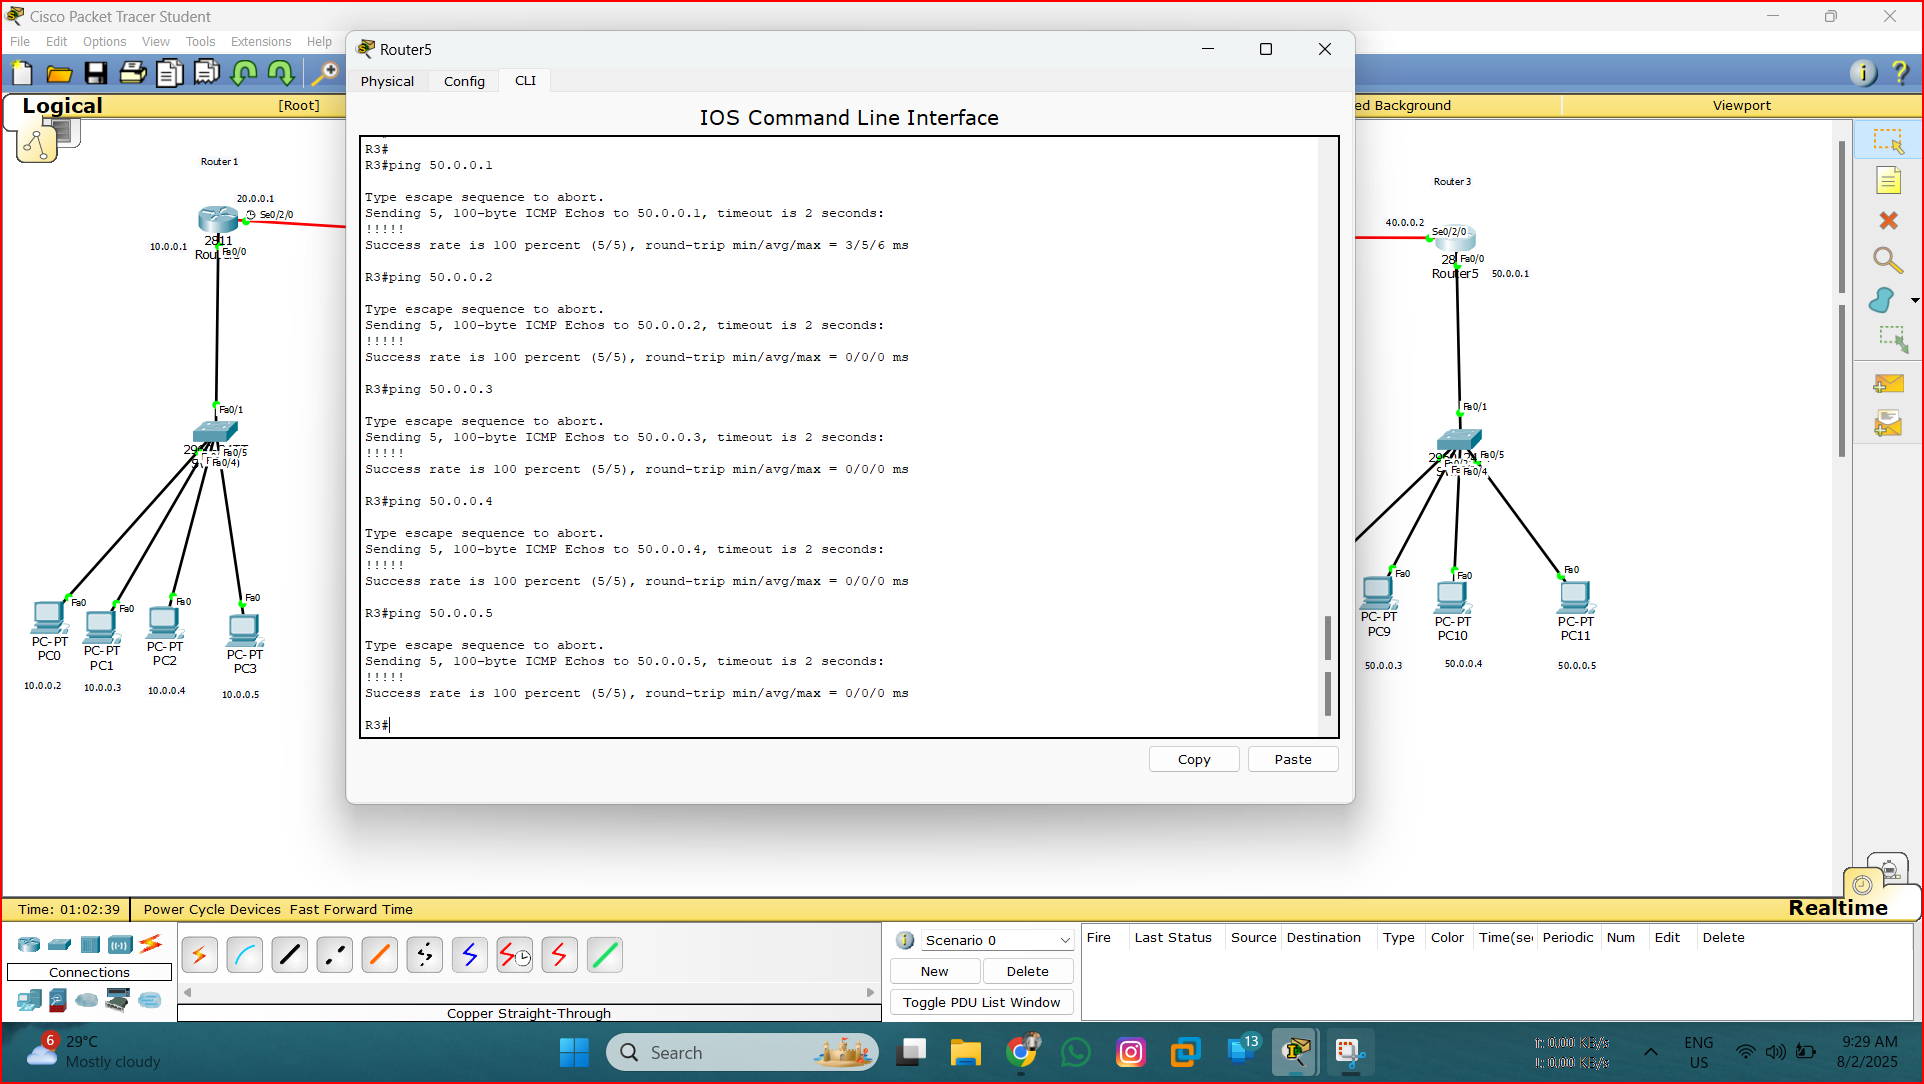 Cisco Packet Tracer Student
File Edit Options View Tools Extensions Help
Router5
Physical Config CLI
Logical
[Root]
ed Background
Viewport
IOS Command Line Interface
R3#
R3#ping 50.0.0.1
Type escape sequence to abort.
Sending 5, 100-byte ICMP Echos to 50.0.0.1, timeout is 2 seconds:
!!!!!
Success rate is 100 percent (5/5), round-trip min/avg/max = 3/5/6 ms
R3#ping 50.0.0.2
Type escape sequence to abort.
Sending 5, 100-byte ICMP Echos to 50.0.0.2, timeout is 2 seconds:
!!!!!
Success rate is 100 percent (5/5), round-trip min/avg/max = 0/0/0 ms
R3#ping 50.0.0.3
Type escape sequence to abort.
Sending 5, 100-byte ICMP Echos to 50.0.0.3, timeout is 2 seconds:
!!!!!
Success rate is 100 percent (5/5), round-trip min/avg/max = 0/0/0 ms
R3#ping 50.0.0.4
Type escape sequence to abort.
Sending 5, 100-byte ICMP Echos to 50.0.0.4, timeout is 2 seconds:
!!!!!
Success rate is 100 percent (5/5), round-trip min/avg/max = 0/0/0 ms
R3#ping 50.0.0.5
Type escape sequence to abort.
Sending 5, 100-byte ICMP Echos to 50.0.0.5, timeout is 2 seconds:
!!!!!
Success rate is 100 percent (5/5), round-trip min/avg/max = 0/0/0 ms
R3#
Copy Paste
Router 1
20.0.0.1
Se0/2/0
10.0.0.1
2811
Fa0/0
Fa0/1
Fa0/5
Fa0/4)
Fa0
Fa0
Fa0
Fa0
PC-PT
PC0
PC-PT
PC1
PC-PT
PC2
PC-PT
PC3
10.0.0.2
10.0.0.3
10.0.0.4
10.0.0.5
Router 3
40.0.0.2
Se0/2/0
Fa0/0
Router5
50.0.0.1
Fa0/1
Fa0/5
Fa0/4
Fa0
Fa0
Fa0
PC-PT
PC9
PC-PT
PC10
PC-PT
PC11
50.0.0.3
50.0.0.4
50.0.0.5
Time: 01:02:39
Power Cycle Devices Fast Forward Time
Realtime
Connections
Copper Straight-Through
Scenario 0
New Delete
Toggle PDU List Window
Fire Last Status Source Destination Type Color Time(sec Periodic Num Edit Delete
6
29°C
Mostly cloudy
Search
13
0.00 KB/s
0.00 KB/s
ENG
US
9:29 AM
8/2/2025